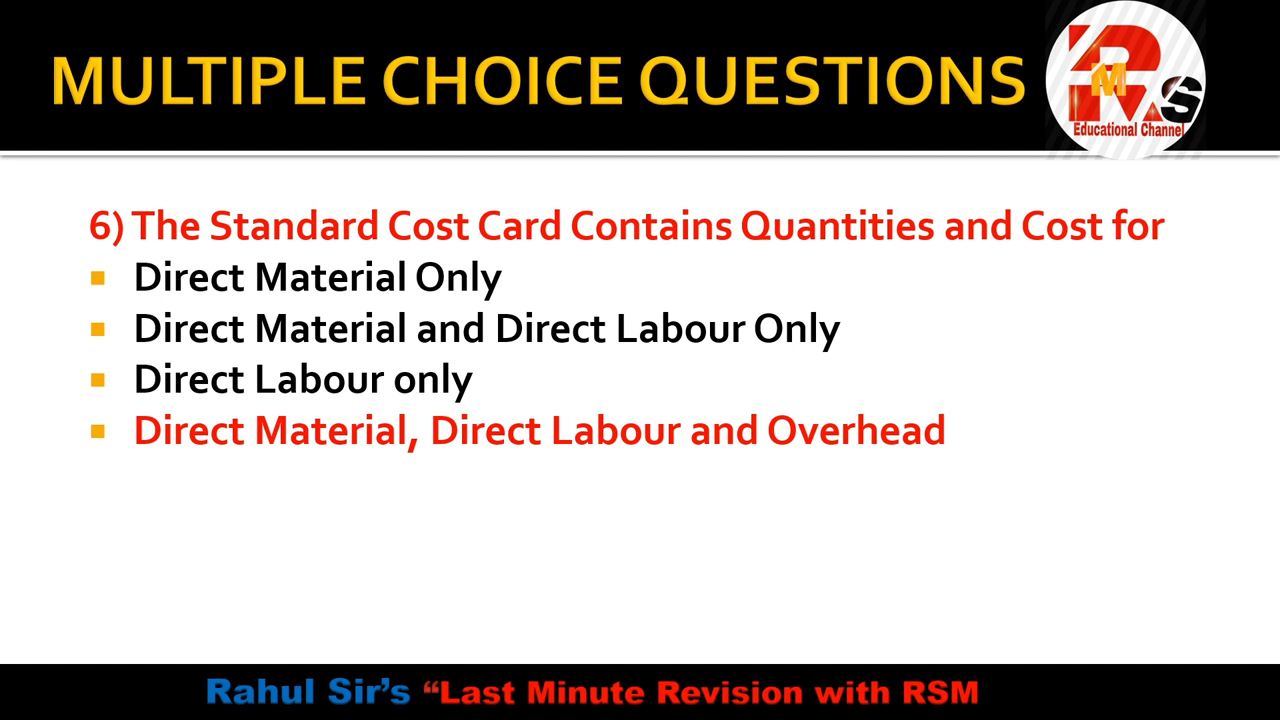 MULTIPLE CHOICE QUESTIONS
RMS
Educational Channel
6) The Standard Cost Card Contains Quantities and Cost for
Direct Material Only
Direct Material and Direct Labour Only
Direct Labour only
Direct Material, Direct Labour and Overhead
Rahul Sir's “Last Minute Revision with RSM